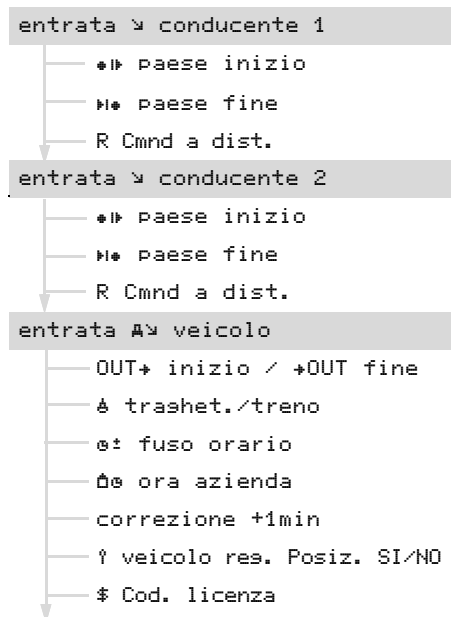 entrata ↘ conducente 1
●I▶ paese inizio
▶I● paese fine
R Cmnd a dist.
entrata ↘ conducente 2
●I▶ paese inizio
▶I● paese fine
R Cmnd a dist.
entrata A↘ veicolo
OUT→ inizio / →OUT fine
traghet./treno
± fuso orario
ora azienda
correzione +1min
veicolo reg. Posiz. SI/NO
$ Cod. licenza